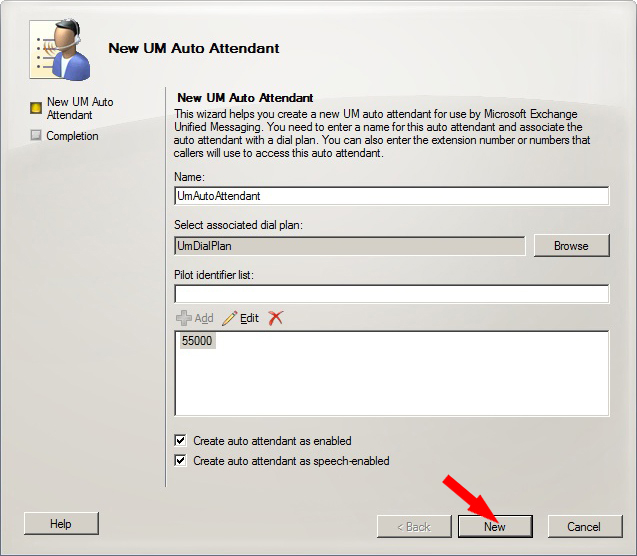 New UM Auto Attendant
New UM Auto
Attendant
Completion
New UM Auto Attendant
This wizard helps you create a new UM auto attendant for use by Microsoft Exchange
Unified Messaging. You need to enter a name for this auto attendant and associate the
auto attendant with a dial plan. You can also enter the extension number or numbers that
callers will use to access this auto attendant.
Name:
UmAutoAttendant
Select associated dial plan:
UmDialPlan
Browse
Pilot identifier list:
Add Edit
55000
Create auto attendant as enabled
Create auto attendant as speech-enabled
Help
< Back
New
Cancel